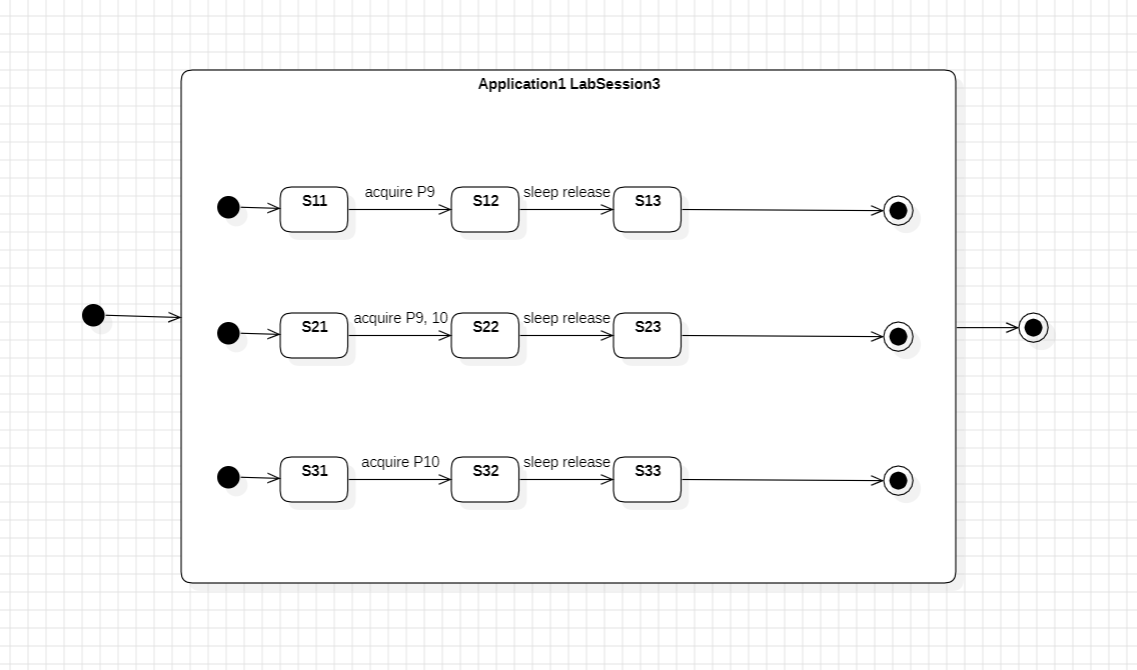 Application1 LabSession3
S11
acquire P9
S12
sleep release
S13
S21
acquire P9, 10
S22
sleep release
S23
S31
acquire P10
S32
sleep release
S33